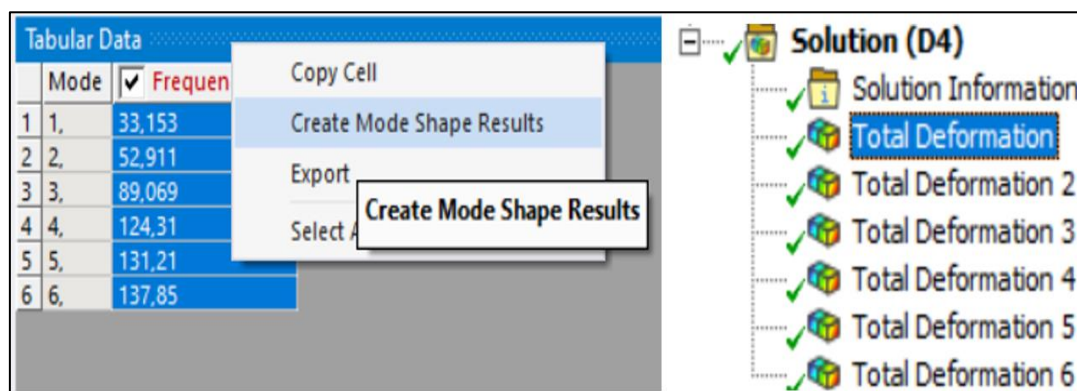 Tabular Data
Mode Frequen
1 1, 33,153
2 2, 52,911
3 3, 89,069
4 4, 124,31
5 5, 131,21
6 6, 137,85
Copy Cell
Create Mode Shape Results
Export
Select A
Create Mode Shape Results
Solution (D4)
Solution Information
Total Deformation
Total Deformation 2
Total Deformation 3
Total Deformation 4
Total Deformation 5
Total Deformation 6